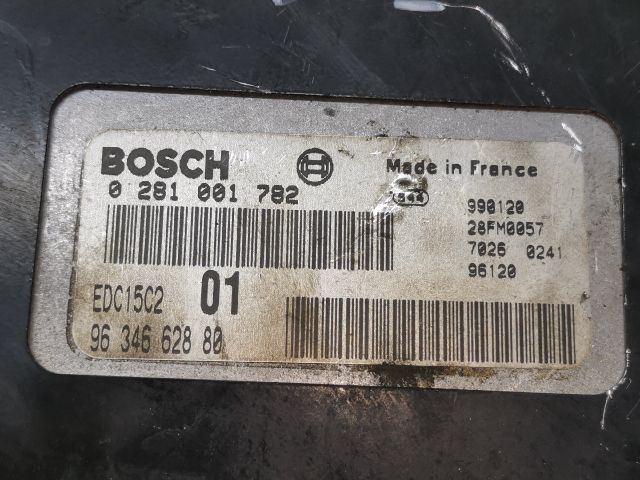 BOSCH
Made in France
0 281 001 782
990120
28FM0057
7026 0241
96120
EDC15C2 01
96 346 628 80